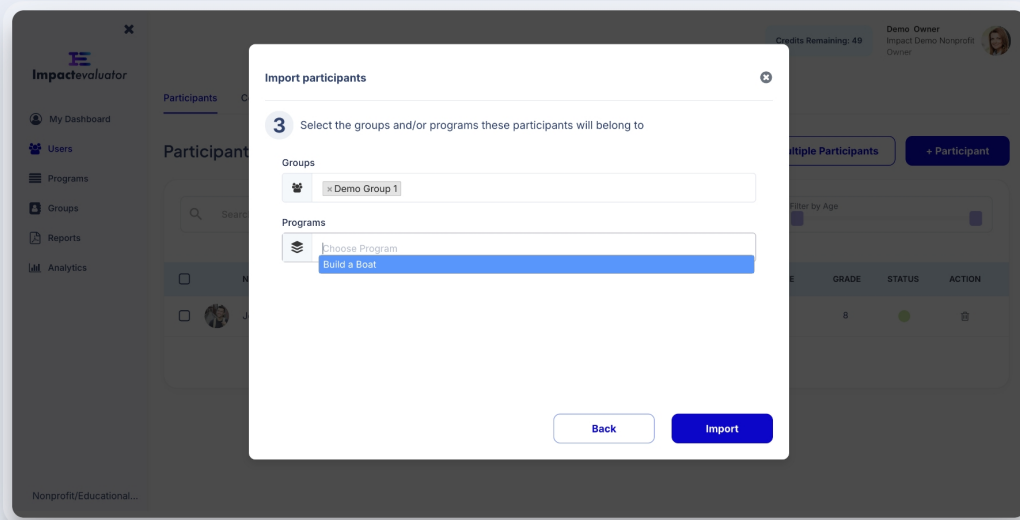 Credits Remaining: 49
Demo Owner
Impact Demo Nonprofit
Owner
Impactevaluator
My Dashboard
Users
Programs
Groups
Reports
Analytics
Nonprofit/Educational...
Participants
Participant
Multiple Participants
+ Participant
Filter by Age
GRADE
STATUS
ACTION
8
Import participants
3 Select the groups and/or programs these participants will belong to
Groups
× Demo Group 1
Programs
Choose Program
Build a Boat
Back
Import